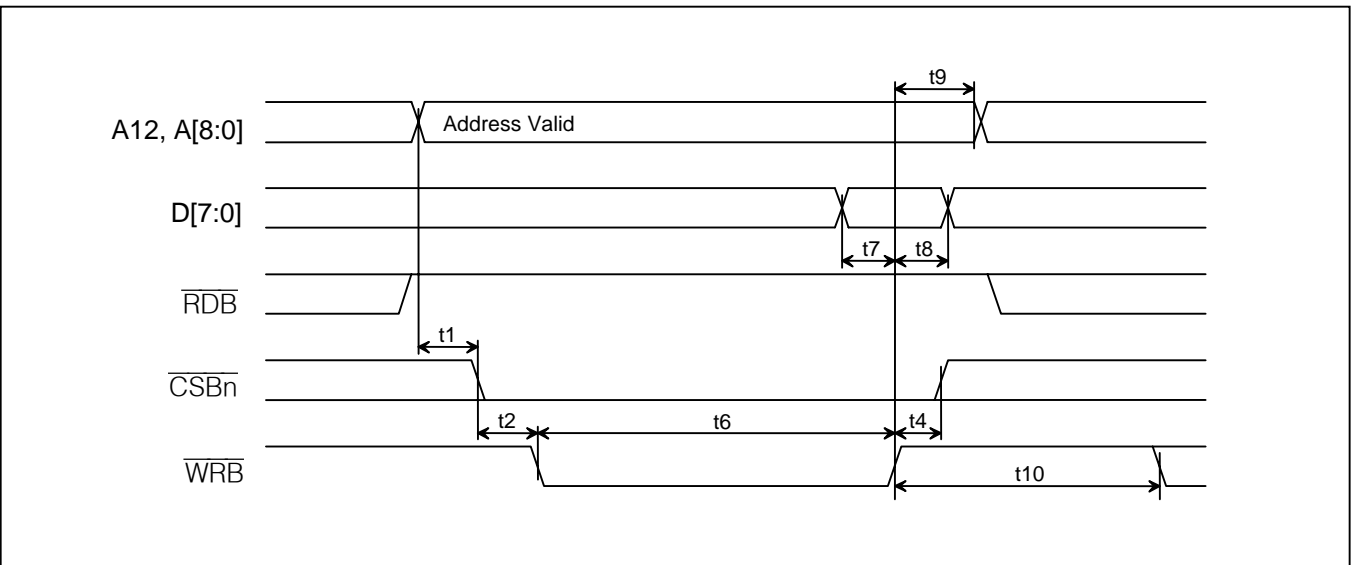 t9
A12, A[8:0]
Address Valid
D[7:0]
t7
t8
RDB
t1
CSBn
t2
t6
t4
WRB
t10